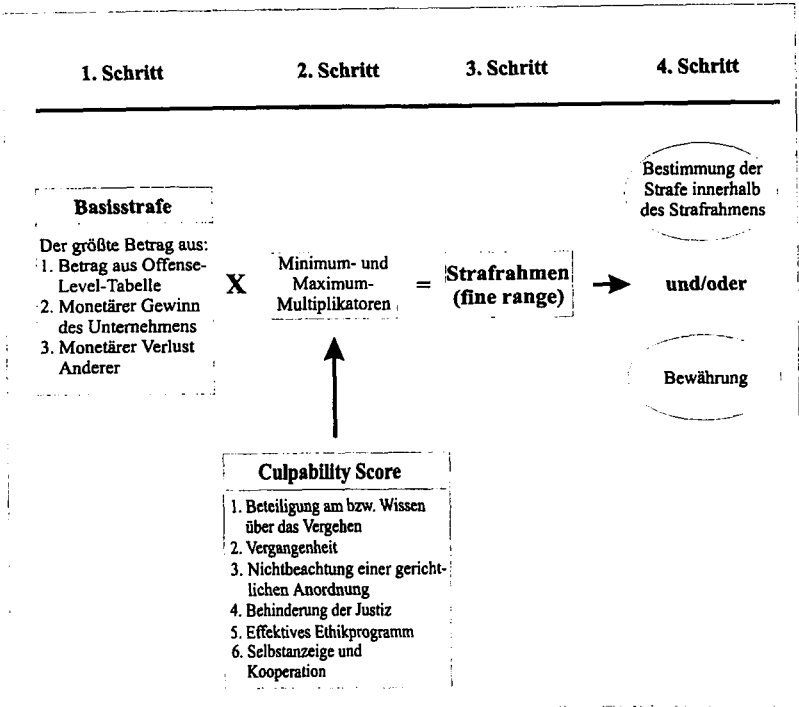 1. Schritt
2. Schritt
3. Schritt
4. Schritt
Basisstrafe
Der größte Betrag aus:
1. Betrag aus Offense-
Level-Tabelle
2. Monetärer Gewinn
des Unternehmens
3. Monetärer Verlust
Anderer
X
Minimum- und
Maximum-
Multiplikatoren
=
Strafrahmen
(fine range)
Bestimmung der
Strafe innerhalb
des Strafrahmens
und/oder
Bewährung
Culpability Score
1. Beteiligung am bzw. Wissen
über das Vergehen
2. Vergangenheit
3. Nichtbeachtung einer gericht-
lichen Anordnung
4. Behinderung der Justiz
5. Effektives Ethikprogramm
6. Selbstanzeige und
Kooperation